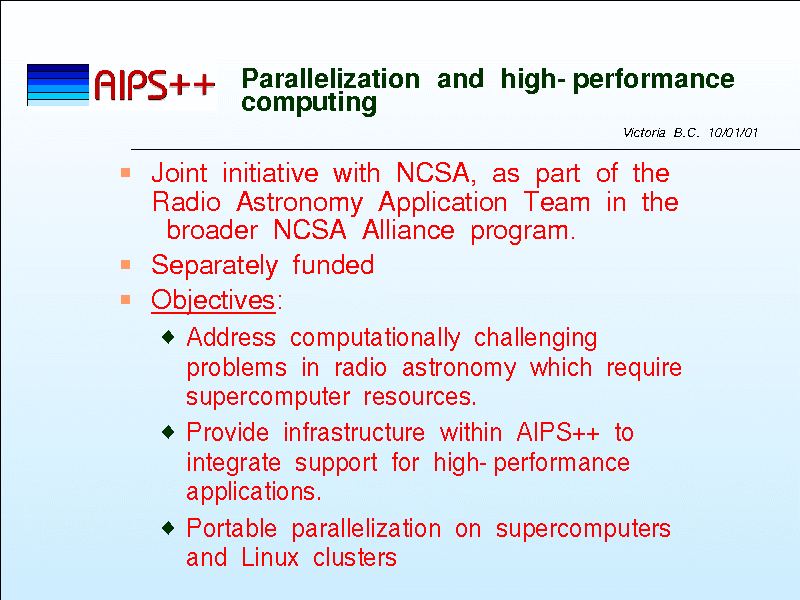 AIPS++
Parallelization and high- performance
computing
Victoria B.C. 10/01/01
Joint initiative with NCSA, as part of the
Radio Astronomy Application Team in the
broader NCSA Alliance program.
Separately funded
Objectives:
Address computationally challenging
problems in radio astronomy which require
supercomputer resources.
Provide infrastructure within AIPS++ to
integrate support for high- performance
applications.
Portable parallelization on supercomputers
and Linux clusters